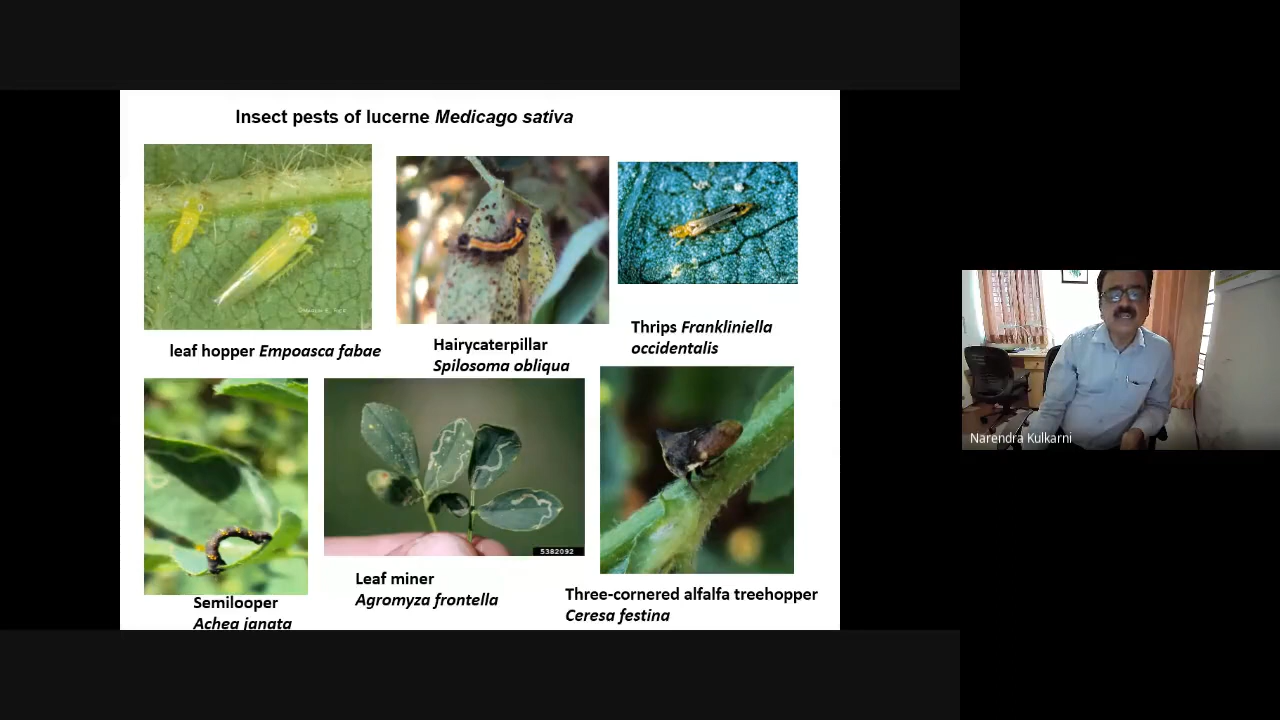 Insect pests of lucerne Medicago sativa
leaf hopper Empoasca fabae
Hairycaterpillar
Spilosoma obliqua
Thrips Frankliniella
occidentalis
Semilooper
Achea janata
5382092
Leaf miner
Agromyza frontella
Three-cornered alfalfa treehopper
Ceresa festina
Narendra Kulkarni